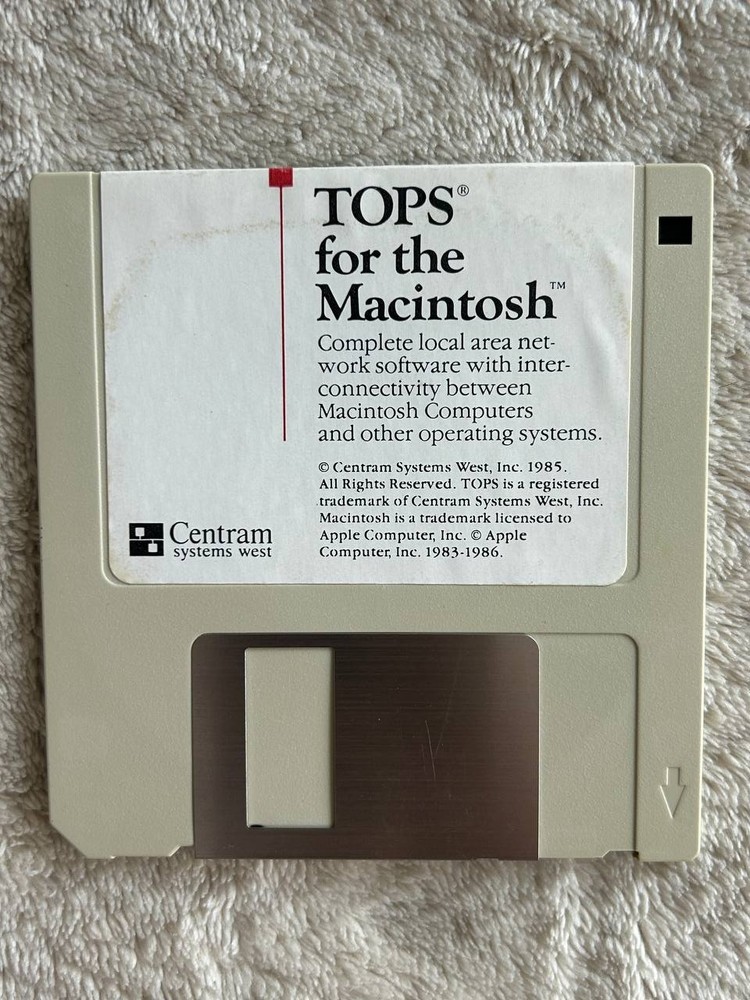 TOPS®
for the
Macintosh™
Complete local area net-
work software with inter-
connectivity between
Macintosh Computers
and other operating systems.
© Centram Systems West, Inc. 1985.
All Rights Reserved. TOPS is a registered
trademark of Centram Systems West, Inc.
Macintosh is a trademark licensed to
Apple Computer, Inc. © Apple
Computer, Inc. 1983-1986.
Centram
systems west